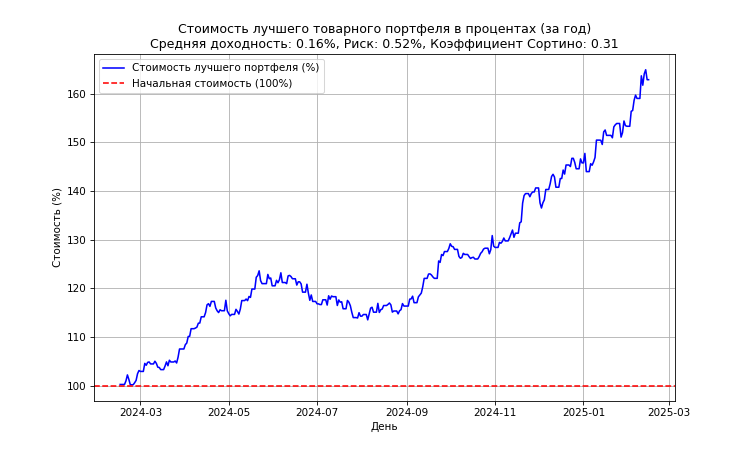 Стоимость лучшего товарного портфеля в процентах (за год)
Средняя доходность: 0.16%, Риск: 0.52%, Коэффициент Сортино: 0.31
Стоимость лучшего портфеля (%)
Начальная стоимость (100%)
Стоимость (%)
160
150
140
130
120
110
100
2024-03
2024-05
2024-07
2024-09
2024-11
2025-01
2025-03
День